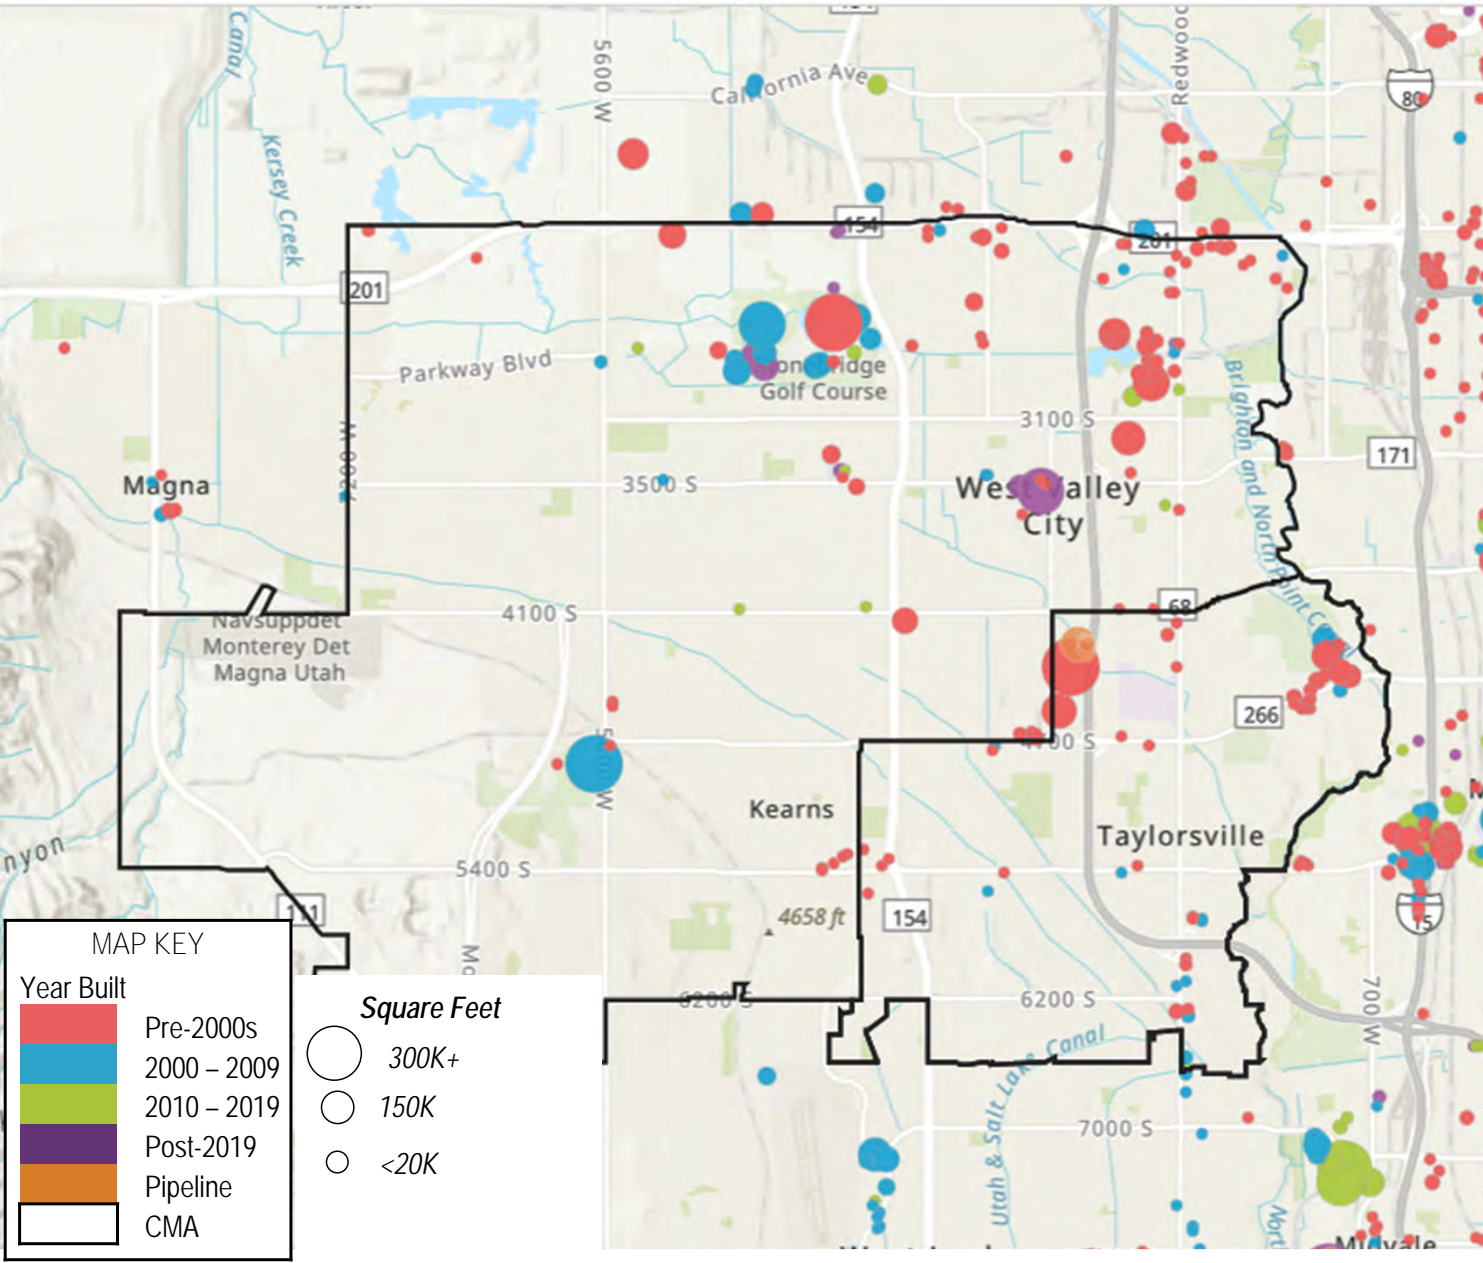 Canal
5600 W
California Ave
Redwood
80
Kersey Creek
154
201
201
Parkway Blvd
Stonebridge
Golf Course
3100 S
Brighton and North Point C
171
Magna
3500 S
West Valley
City
4100 S
68
Navsuppdet
Monterey Det
Magna Utah
266
4700 S
Kearns
Taylorsville
nyon
5400 S
111
4658 ft
154
15
6200 S
6200 S
700 W
Utah & Salt Lake Canal
7000 S
Midvale
MAP KEY
Year Built
Pre-2000s
2000 – 2009
2010 – 2019
Post-2019
Pipeline
CMA
Square Feet
300K+
150K
<20K